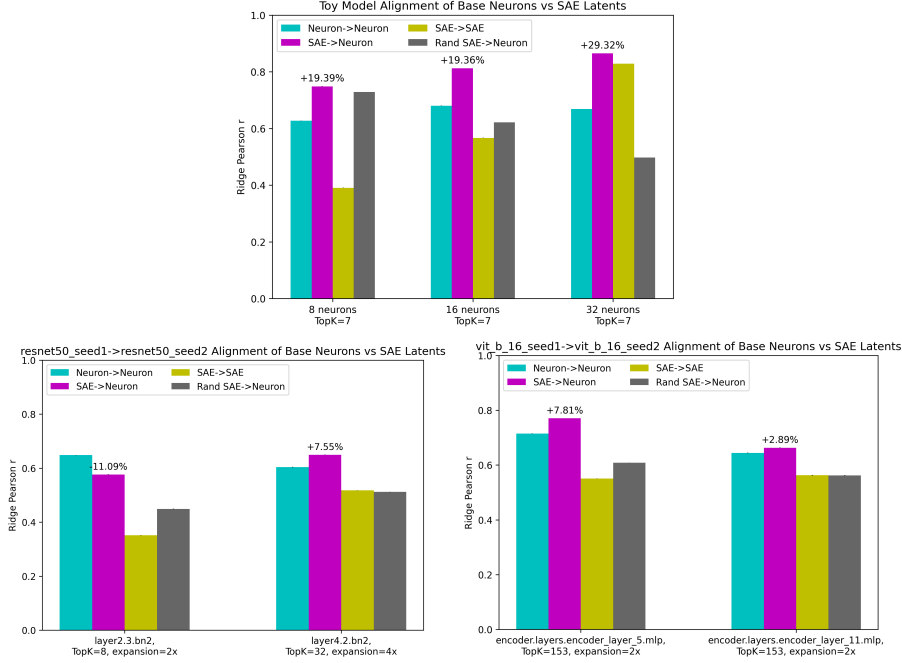 Toy Model Alignment of Base Neurons vs SAE Latents
Neuron->Neuron
SAE->Neuron
SAE->SAE
Rand SAE->Neuron
+19.39%
+19.36%
+29.32%
1.0
0.8
0.6
0.4
0.2
0.0
Ridge Pearson r
8 neurons
TopK=7
16 neurons
TopK=7
32 neurons
TopK=7
resnet50_seed1->resnet50_seed2 Alignment of Base Neurons vs SAE Latents
Neuron->Neuron
SAE->Neuron
SAE->SAE
Rand SAE->Neuron
-11.09%
+7.55%
1.0
0.8
0.6
0.4
0.2
0.0
Ridge Pearson r
layer2.3.bn2,
TopK=8, expansion=2x
layer4.2.bn2,
TopK=32, expansion=4x
vit_b_16_seed1->vit_b_16_seed2 Alignment of Base Neurons vs SAE Latents
Neuron->Neuron
SAE->Neuron
SAE->SAE
Rand SAE->Neuron
+7.81%
+2.89%
1.0
0.8
0.6
0.4
0.2
0.0
Ridge Pearson r
encoder.layers.encoder_layer_5.mlp,
TopK=153, expansion=2x
encoder.layers.encoder_layer_11.mlp,
TopK=153, expansion=2x